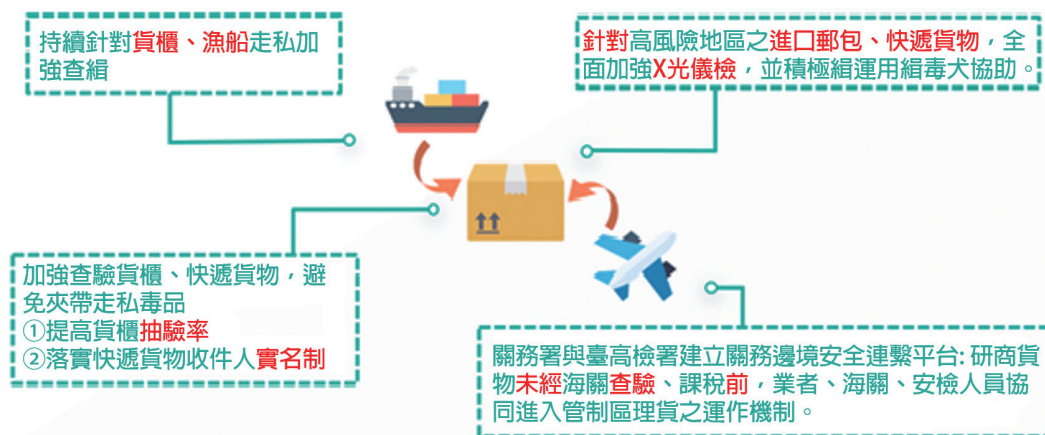 持續針對貨櫃、漁船走私加
強查緝
針對高風險地區之進口郵包、快遞貨物，全
面加強X光儀檢，並積極緝運用緝毒犬協助。
加強查驗貨櫃、快遞貨物，避
免夾帶走私毒品
①提高貨櫃抽驗率
②落實快遞貨物收件人實名制
關務署與臺高檢署建立關務邊境安全連繫平台: 研商貨
物未經海關查驗、課稅前，業者、海關、安檢人員協
同進入管制區理貨之運作機制。